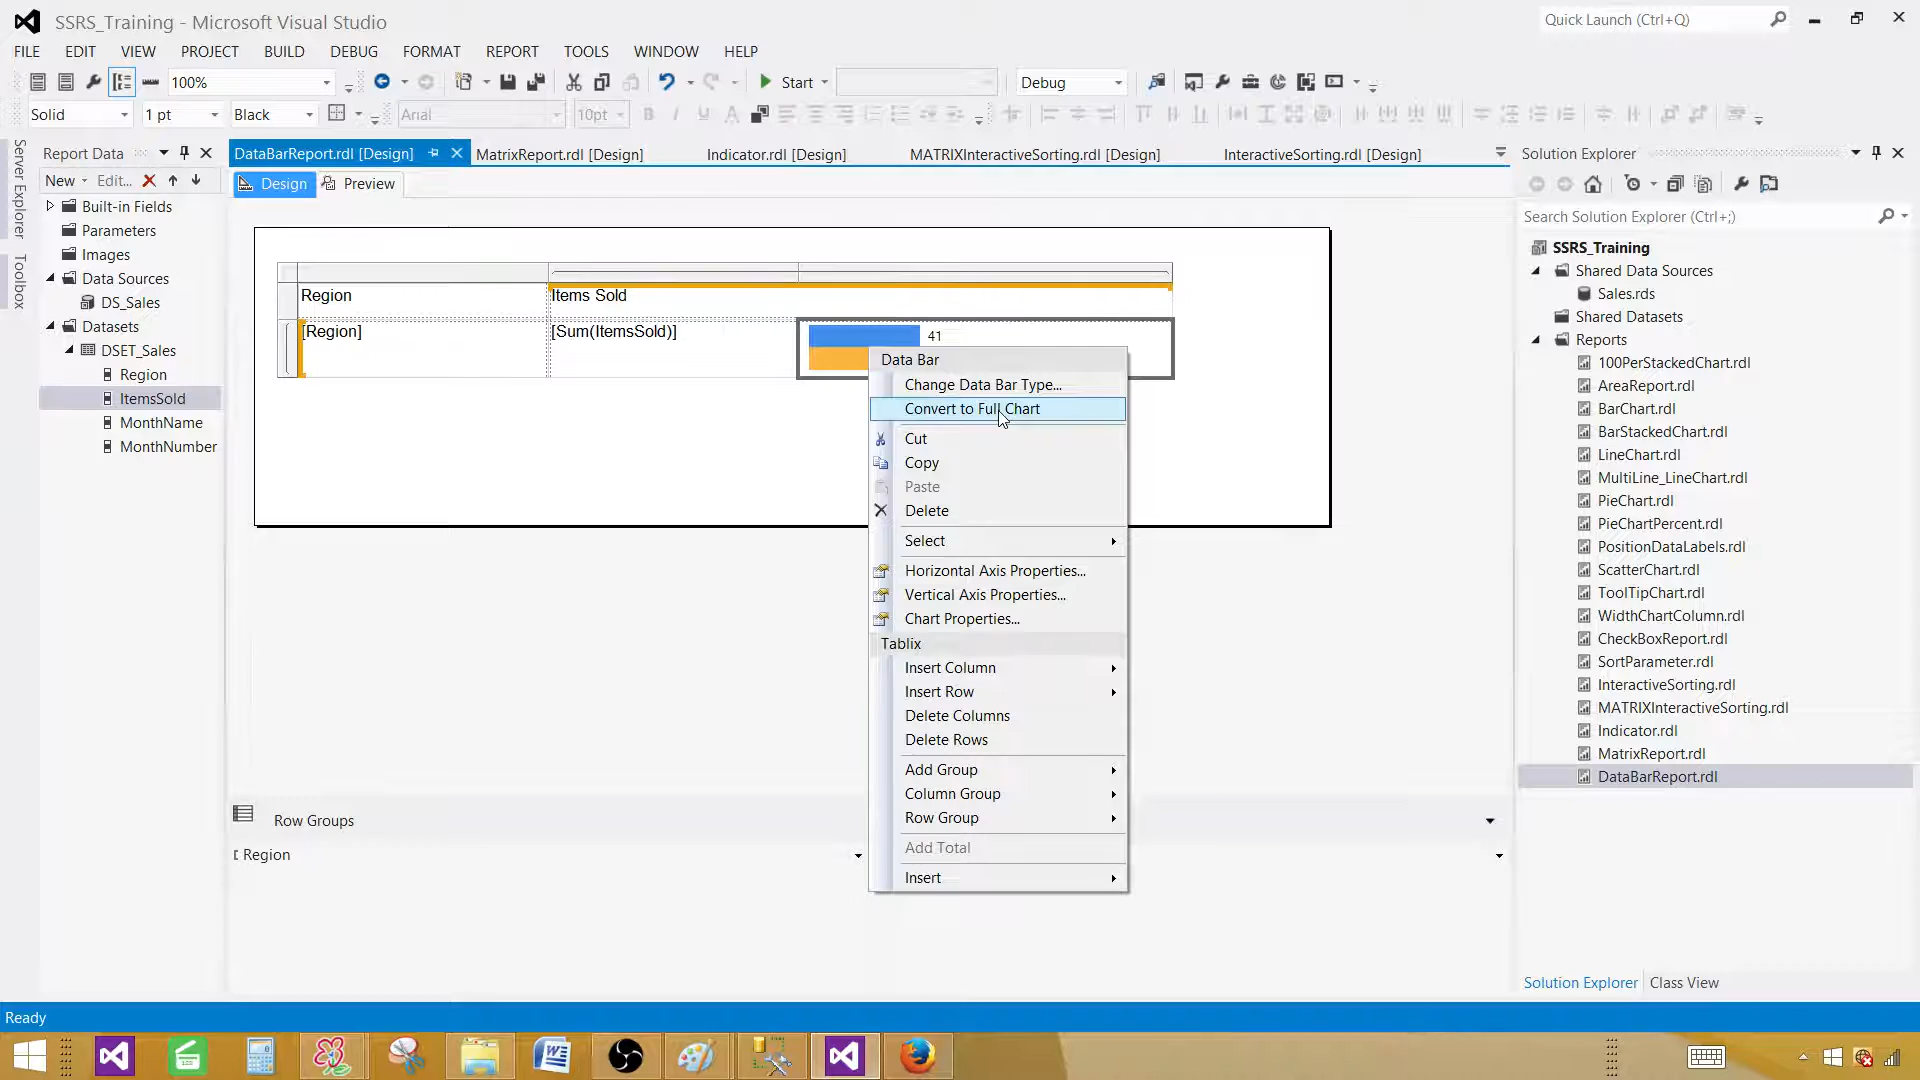 SSRS_Training - Microsoft Visual Studio
Quick Launch (Ctrl+Q)
FILE EDIT VIEW PROJECT BUILD DEBUG FORMAT REPORT TOOLS WINDOW HELP
100% Start Debug
Solid 1 pt Black Arial 10pt B I U A
Server Explorer
Toolbox
Report Data
New Edit...
Built-in Fields
Parameters
Images
Data Sources
DS_Sales
Datasets
DSET_Sales
Region
ItemsSold
MonthName
MonthNumber
DataBarReport.rdl [Design] MatrixReport.rdl [Design] Indicator.rdl [Design] MATRIXInteractiveSorting.rdl [Design] InteractiveSorting.rdl [Design]
Design Preview
Region Items Sold
[Region] [Sum(ItemsSold)] 41
Data Bar
Change Data Bar Type...
Convert to Full Chart
Cut
Copy
Paste
Delete
Select
Horizontal Axis Properties...
Vertical Axis Properties...
Chart Properties...
Tablix
Insert Column
Insert Row
Delete Columns
Delete Rows
Add Group
Column Group
Row Group
Add Total
Insert
Row Groups
Region
Solution Explorer
Search Solution Explorer (Ctrl+;)
SSRS_Training
Shared Data Sources
Sales.rds
Shared Datasets
Reports
100PerStackedChart.rdl
AreaReport.rdl
BarChart.rdl
BarStackedChart.rdl
LineChart.rdl
MultiLine_LineChart.rdl
PieChart.rdl
PieChartPercent.rdl
PositionDataLabels.rdl
ScatterChart.rdl
ToolTipChart.rdl
WidthChartColumn.rdl
CheckBoxReport.rdl
SortParameter.rdl
InteractiveSorting.rdl
MATRIXInteractiveSorting.rdl
Indicator.rdl
MatrixReport.rdl
DataBarReport.rdl
Solution Explorer Class View
Ready